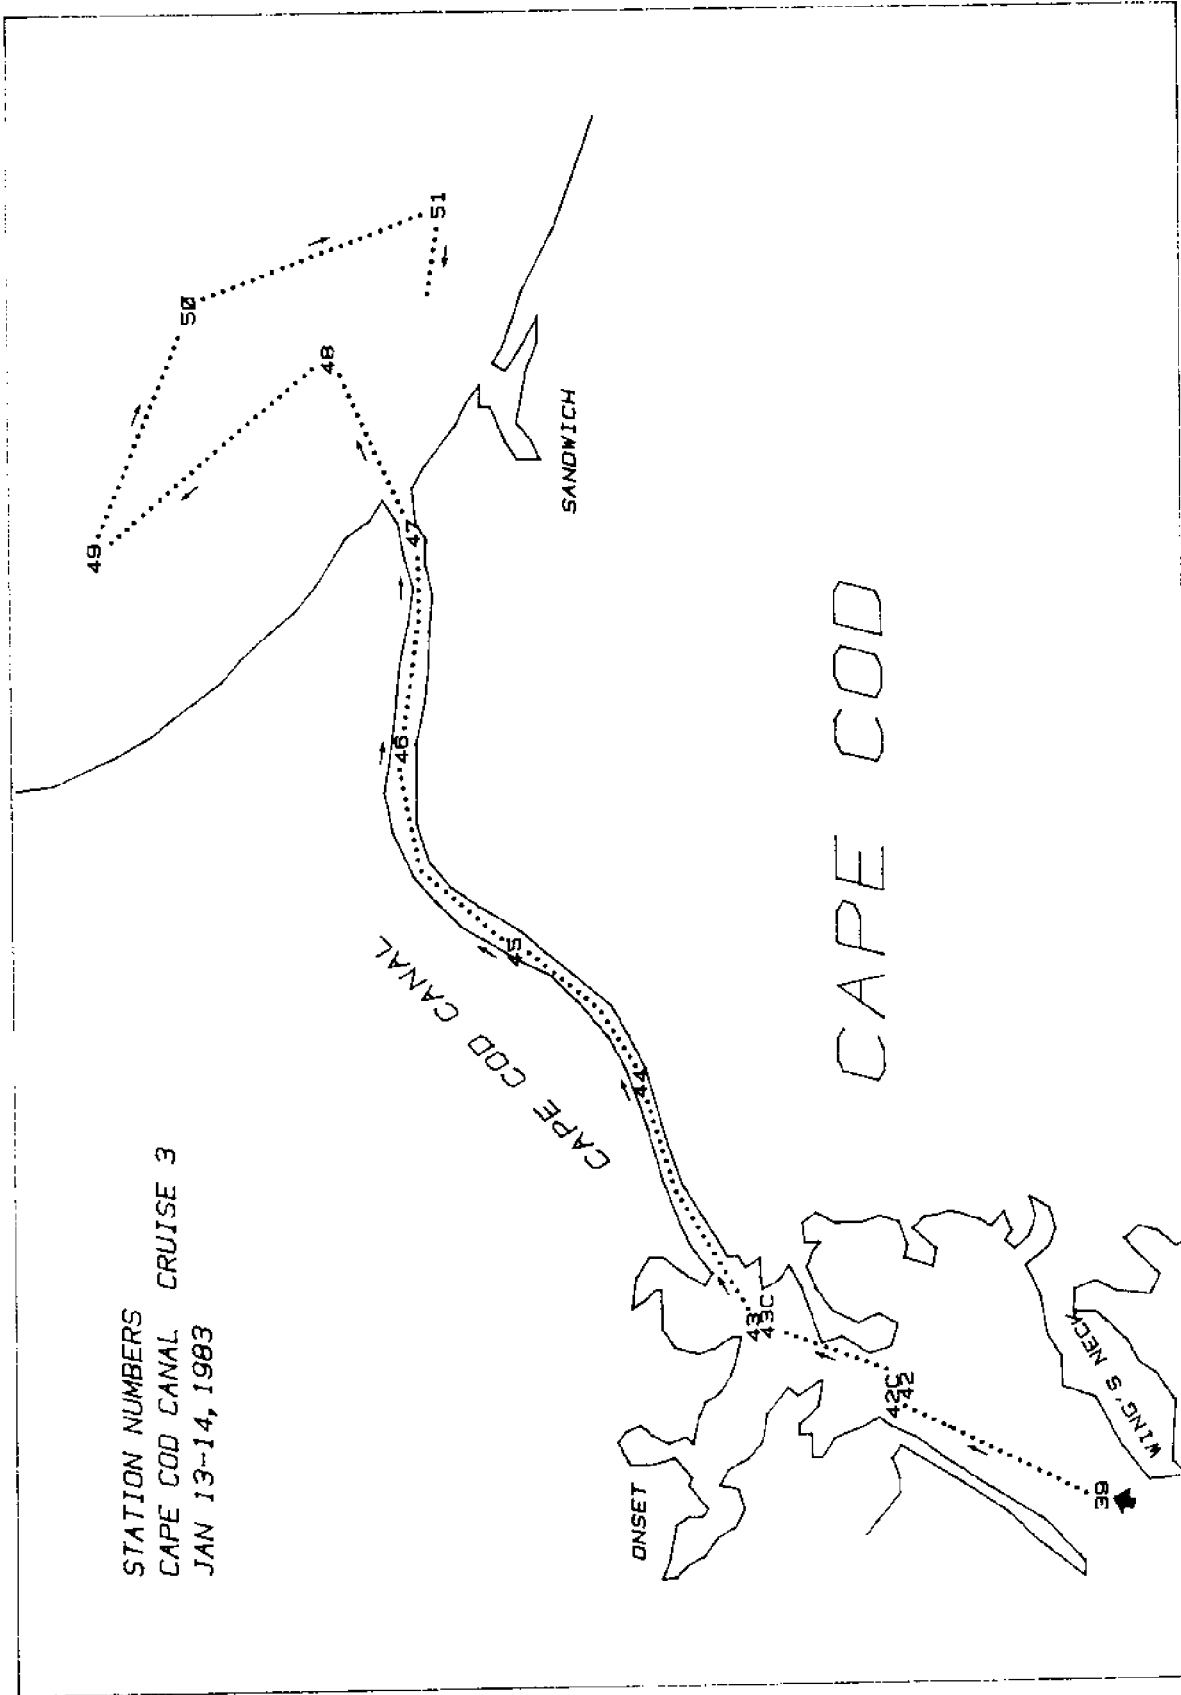 STATION NUMBERS
CAPE COD CANAL CRUISE 3
JAN 13-14, 1983
49
50
48
51
47
46
SANDWICH
45
CAPE COD CANAL
44
CAPE COD
43
43C
ONSET
42C
42
WING'S NECK
39